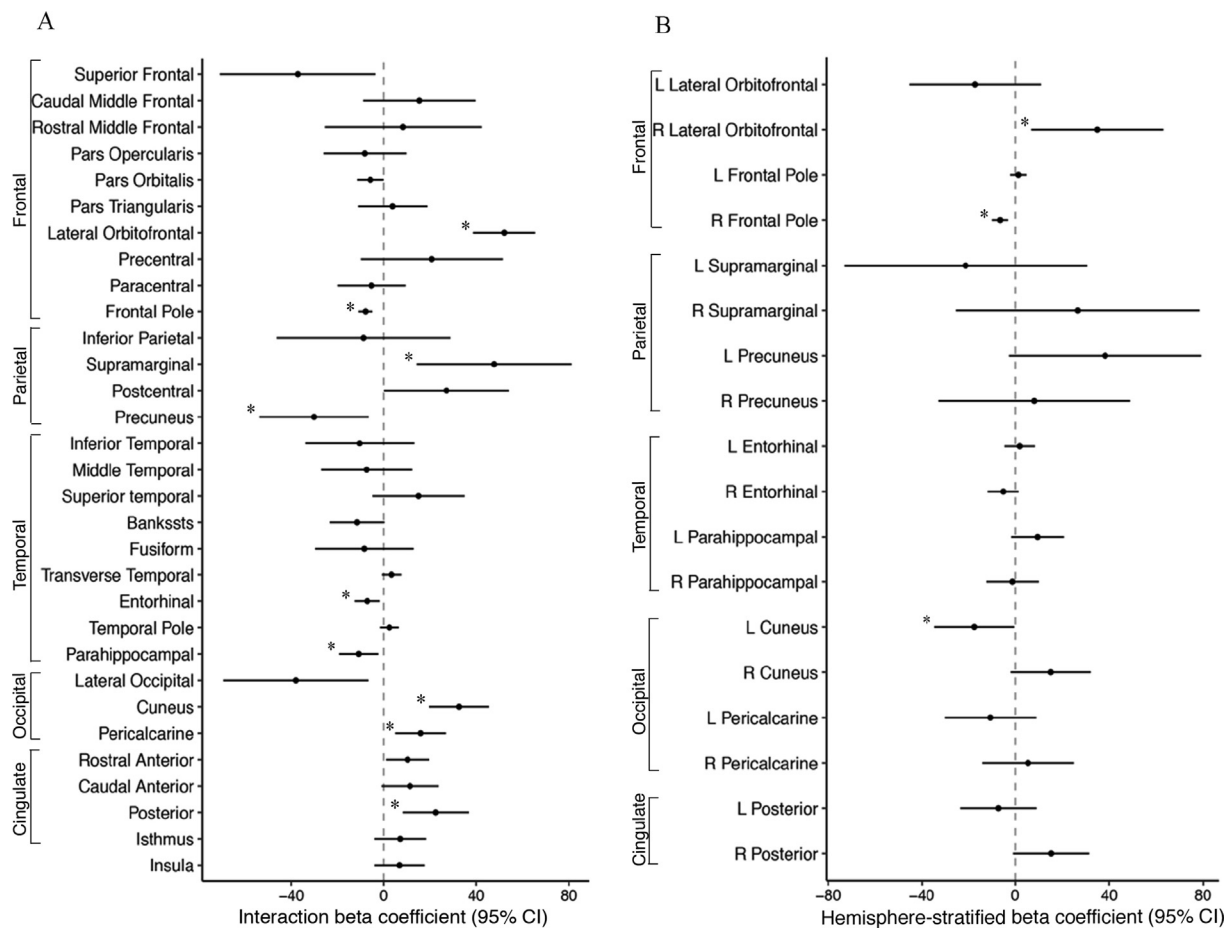 A
Frontal
Superior Frontal
Caudal Middle Frontal
Rostral Middle Frontal
Pars Opercularis
Pars Orbitalis
Pars Triangularis
* Lateral Orbitofrontal
Precentral
Paracentral
Frontal Pole *
Parietal
Inferior Parietal
Supramarginal *
Postcentral
Precuneus *
Temporal
Inferior Temporal
Middle Temporal
Superior temporal
Bankssts
Fusiform
Transverse Temporal
Entorhinal *
Temporal Pole
Parahippocampal *
Occipital
Lateral Occipital
Cuneus *
Pericalcarine *
Cingulate
Rostral Anterior
Caudal Anterior
Posterior *
Isthmus
Insula
−40 0 40 80
Interaction beta coefficient (95% CI)
B
Frontal
L Lateral Orbitofrontal
R Lateral Orbitofrontal *
L Frontal Pole
R Frontal Pole *
Parietal
L Supramarginal
R Supramarginal
L Precuneus
R Precuneus
Temporal
L Entorhinal
R Entorhinal
L Parahippocampal
R Parahippocampal
Occipital
L Cuneus *
R Cuneus
L Pericalcarine
R Pericalcarine
Cingulate
L Posterior
R Posterior
−80 −40 0 40 80
Hemisphere-stratified beta coefficient (95% CI)